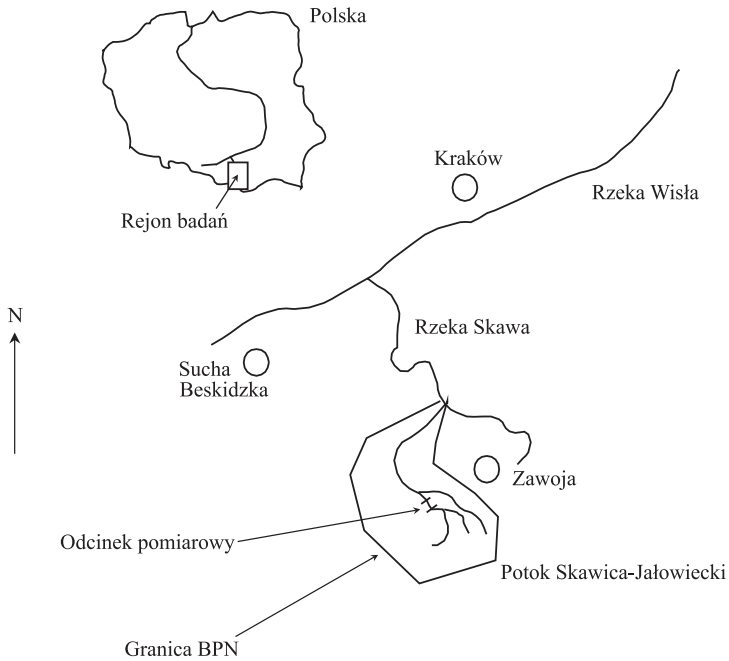 Polska
Kraków
Rzeka Wisła
Rejon badań
N
Rzeka Skawa
Sucha
Beskidzka
Zawoja
Odcinek pomiarowy
Potok Skawica-Jałowiecki
Granica BPN